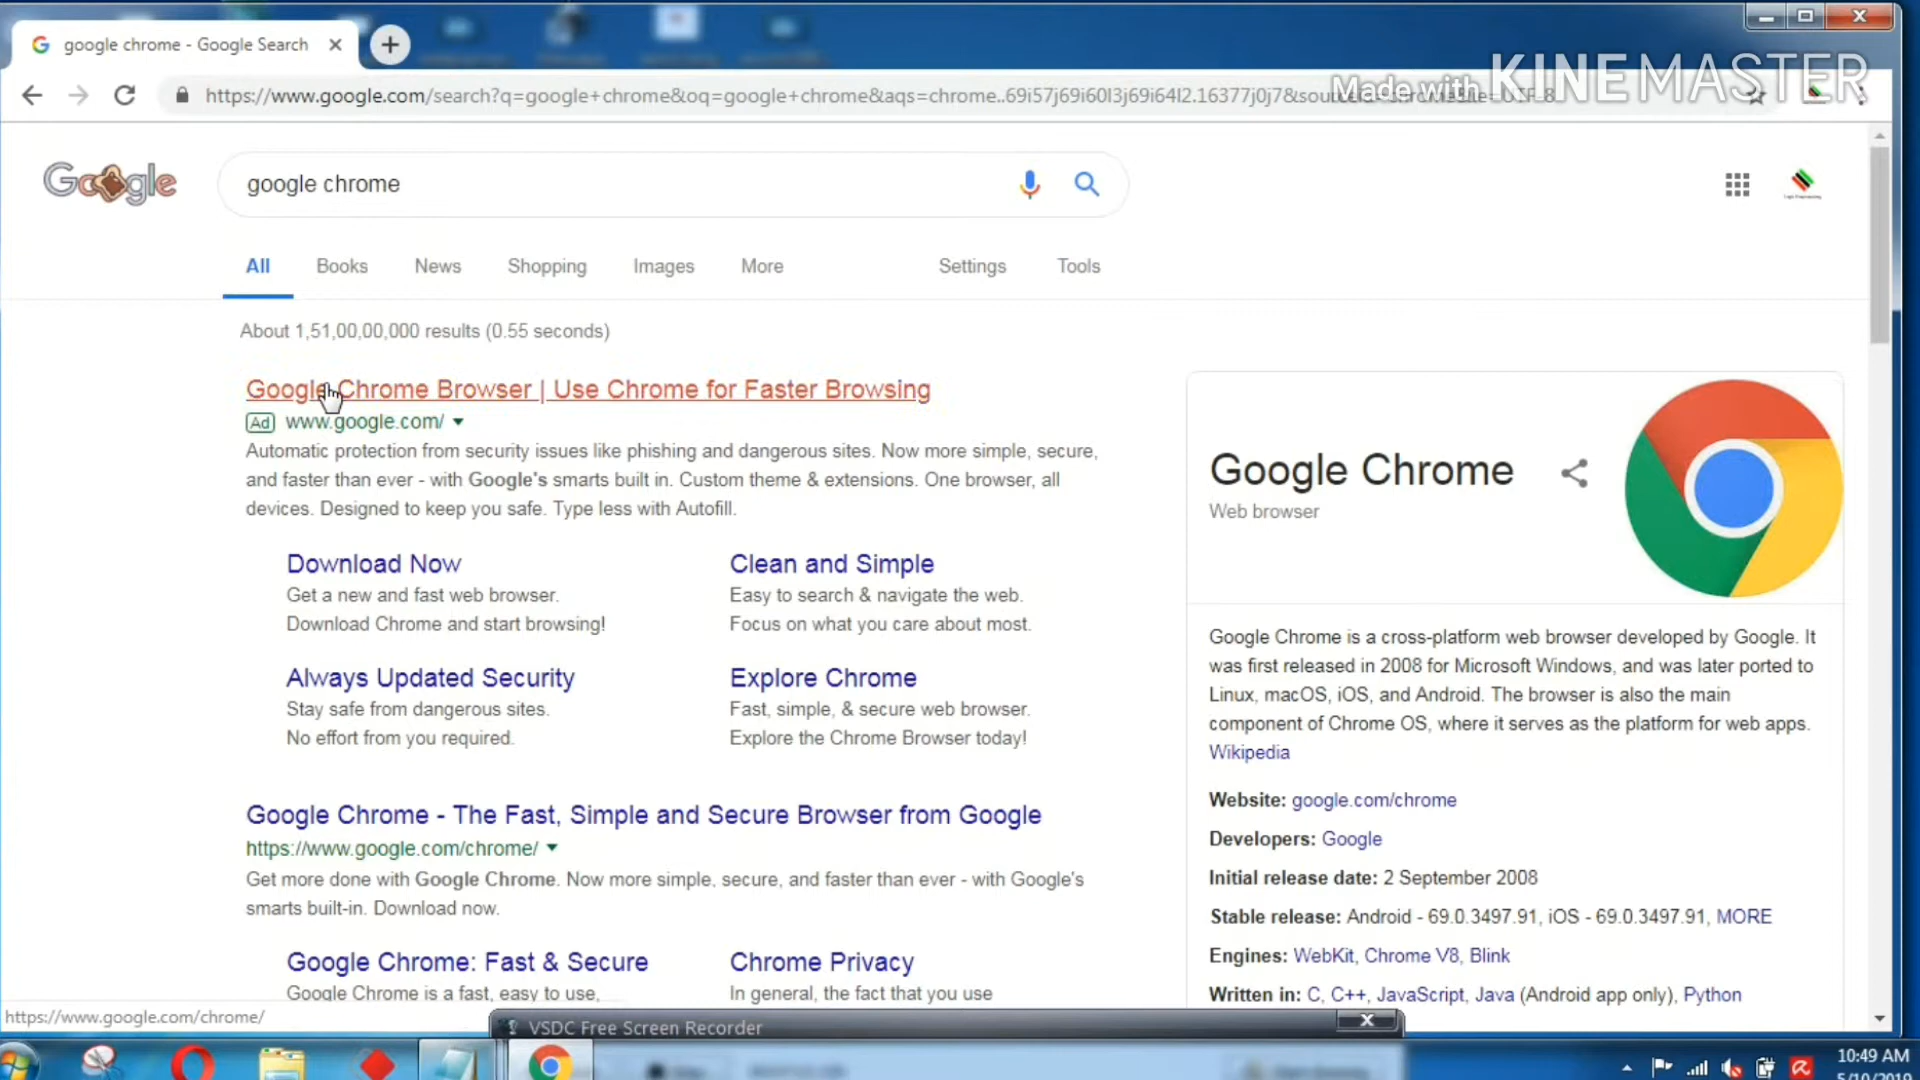 google chrome - Google Search
https://www.google.com/search?q=google+chrome&oq=google+chrome&aqs=chrome..69i57j69i60l3j69i64l2.16377j0j7&sourc
Made with KINEMASTER
Google
google chrome
All Books News Shopping Images More Settings Tools
About 1,51,00,00,000 results (0.55 seconds)
Google Chrome Browser | Use Chrome for Faster Browsing
Ad www.google.com/
Automatic protection from security issues like phishing and dangerous sites. Now more simple, secure,
and faster than ever - with Google's smarts built in. Custom theme & extensions. One browser, all
devices. Designed to keep you safe. Type less with Autofill.
Download Now
Get a new and fast web browser.
Download Chrome and start browsing!
Clean and Simple
Easy to search & navigate the web.
Focus on what you care about most.
Always Updated Security
Stay safe from dangerous sites.
No effort from you required.
Explore Chrome
Fast, simple, & secure web browser.
Explore the Chrome Browser today!
Google Chrome - The Fast, Simple and Secure Browser from Google
https://www.google.com/chrome/
Get more done with Google Chrome. Now more simple, secure, and faster than ever - with Google's
smarts built-in. Download now.
Google Chrome: Fast & Secure
Google Chrome is a fast, easy to use,
Chrome Privacy
In general, the fact that you use
Google Chrome
Web browser
Google Chrome is a cross-platform web browser developed by Google. It
was first released in 2008 for Microsoft Windows, and was later ported to
Linux, macOS, iOS, and Android. The browser is also the main
component of Chrome OS, where it serves as the platform for web apps.
Wikipedia
Website: google.com/chrome
Developers: Google
Initial release date: 2 September 2008
Stable release: Android - 69.0.3497.91, iOS - 69.0.3497.91, MORE
Engines: WebKit, Chrome V8, Blink
Written in: C, C++, JavaScript, Java (Android app only), Python
https://www.google.com/chrome/
VSDC Free Screen Recorder
10:49 AM
5/10/2019